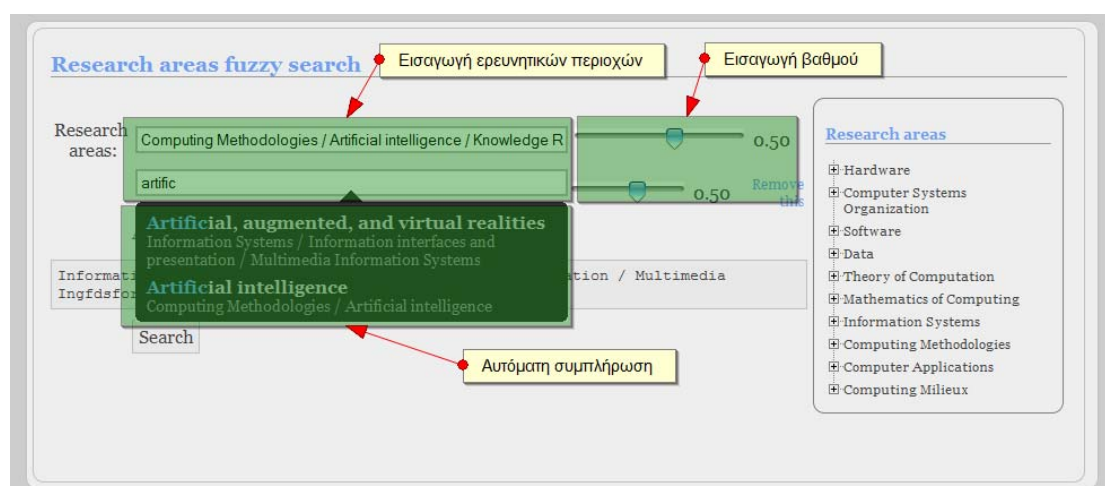 Research areas fuzzy search
Εισαγωγή ερευνητικών περιοχών
Εισαγωγή βαθμού
Research
areas:
Computing Methodologies / Artificial intelligence / Knowledge R
0.50
artific
0.50
Remove
this
Artificial, augmented, and virtual realities
Information Systems / Information interfaces and
presentation / Multimedia Information Systems
Artificial intelligence
Computing Methodologies / Artificial intelligence
Informati tion / Multimedia
Ingfdsfor
Search
Αυτόματη συμπλήρωση
Research areas
Hardware
Computer Systems
Organization
Software
Data
Theory of Computation
Mathematics of Computing
Information Systems
Computing Methodologies
Computer Applications
Computing Milieux